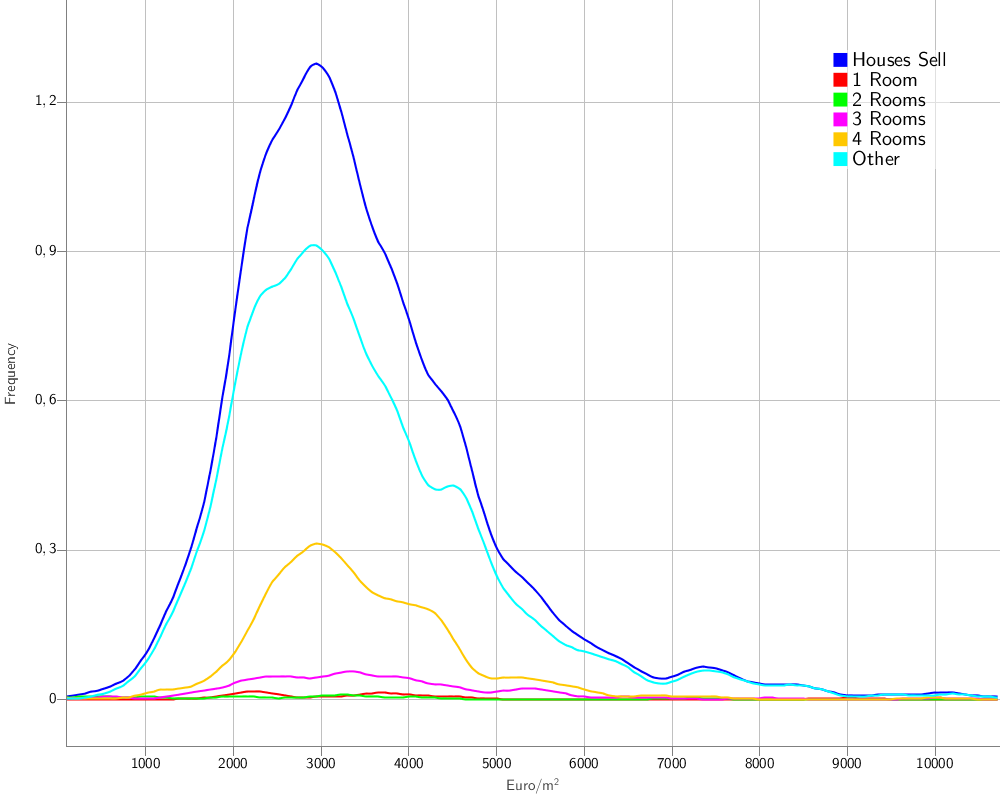 Houses Sell
1 Room
2 Rooms
3 Rooms
4 Rooms
Other
1, 2
0, 9
0, 6
0, 3
0
Frequency
1000 2000 3000 4000 5000 6000 7000 8000 9000 10000
Euro/m²